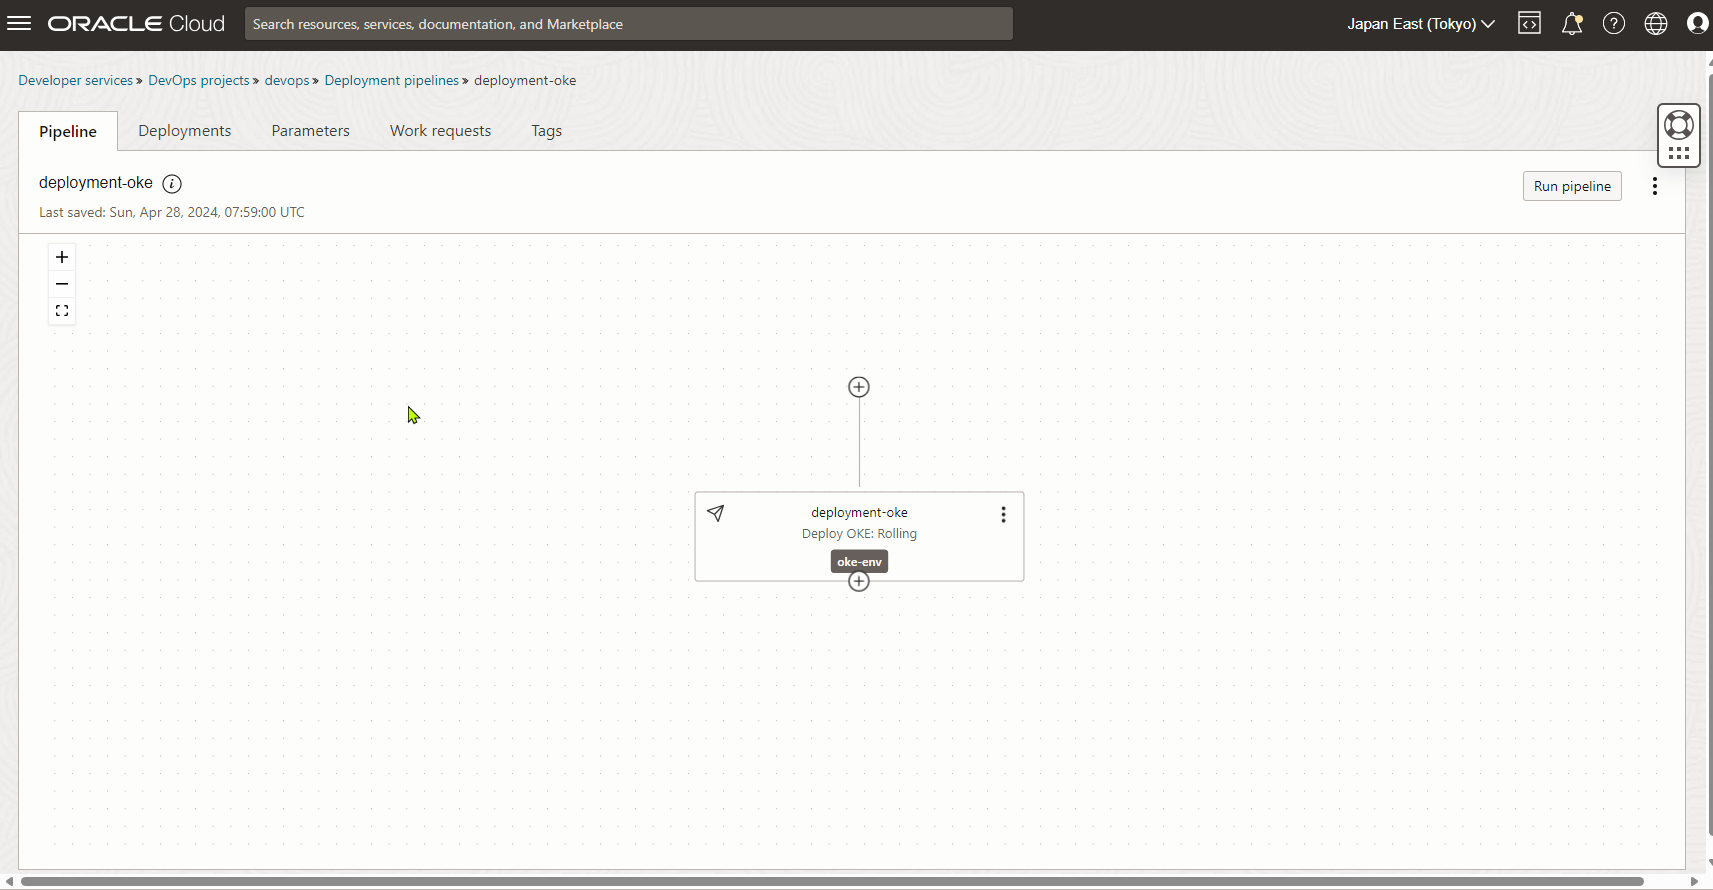 ORACLE Cloud
Search resources, services, documentation, and Marketplace
Japan East (Tokyo)
Developer services » DevOps projects » devops » Deployment pipelines » deployment-oke
Pipeline
Deployments
Parameters
Work requests
Tags
deployment-oke
Run pipeline
Last saved: Sun, Apr 28, 2024, 07:59:00 UTC
deployment-oke
Deploy OKE: Rolling
oke-env